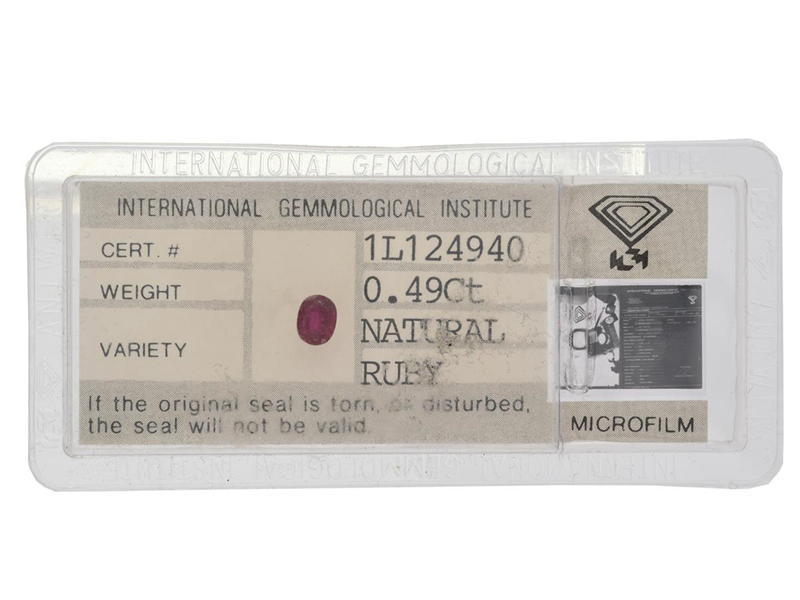 INTERNATIONAL GEMMOLOGICAL INSTITUTE
INTERNATIONAL GEMMOLOGICAL INSTITUTE
CERT. # 1L124940
WEIGHT 0.49Ct
VARIETY NATURAL
RUBY
If the original seal is torn, or disturbed,
the seal will not be valid.
MICROFILM